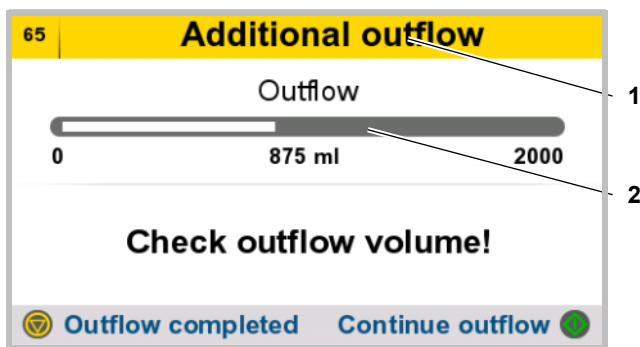 65 Additional outflow
Outflow
1
0 875 ml 2000
2
Check outflow volume!
Outflow completed Continue outflow